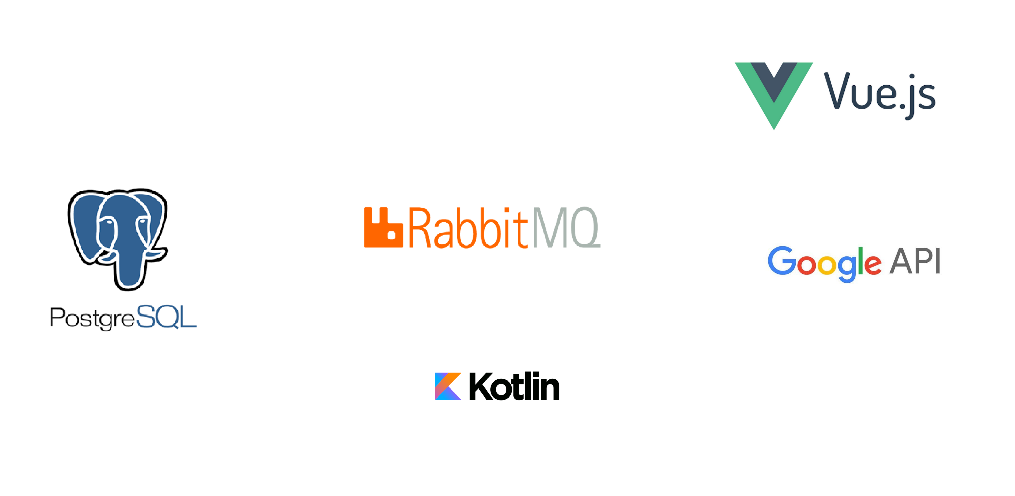 Vue.js
PostgreSQL
RabbitMQ
Google API
Kotlin